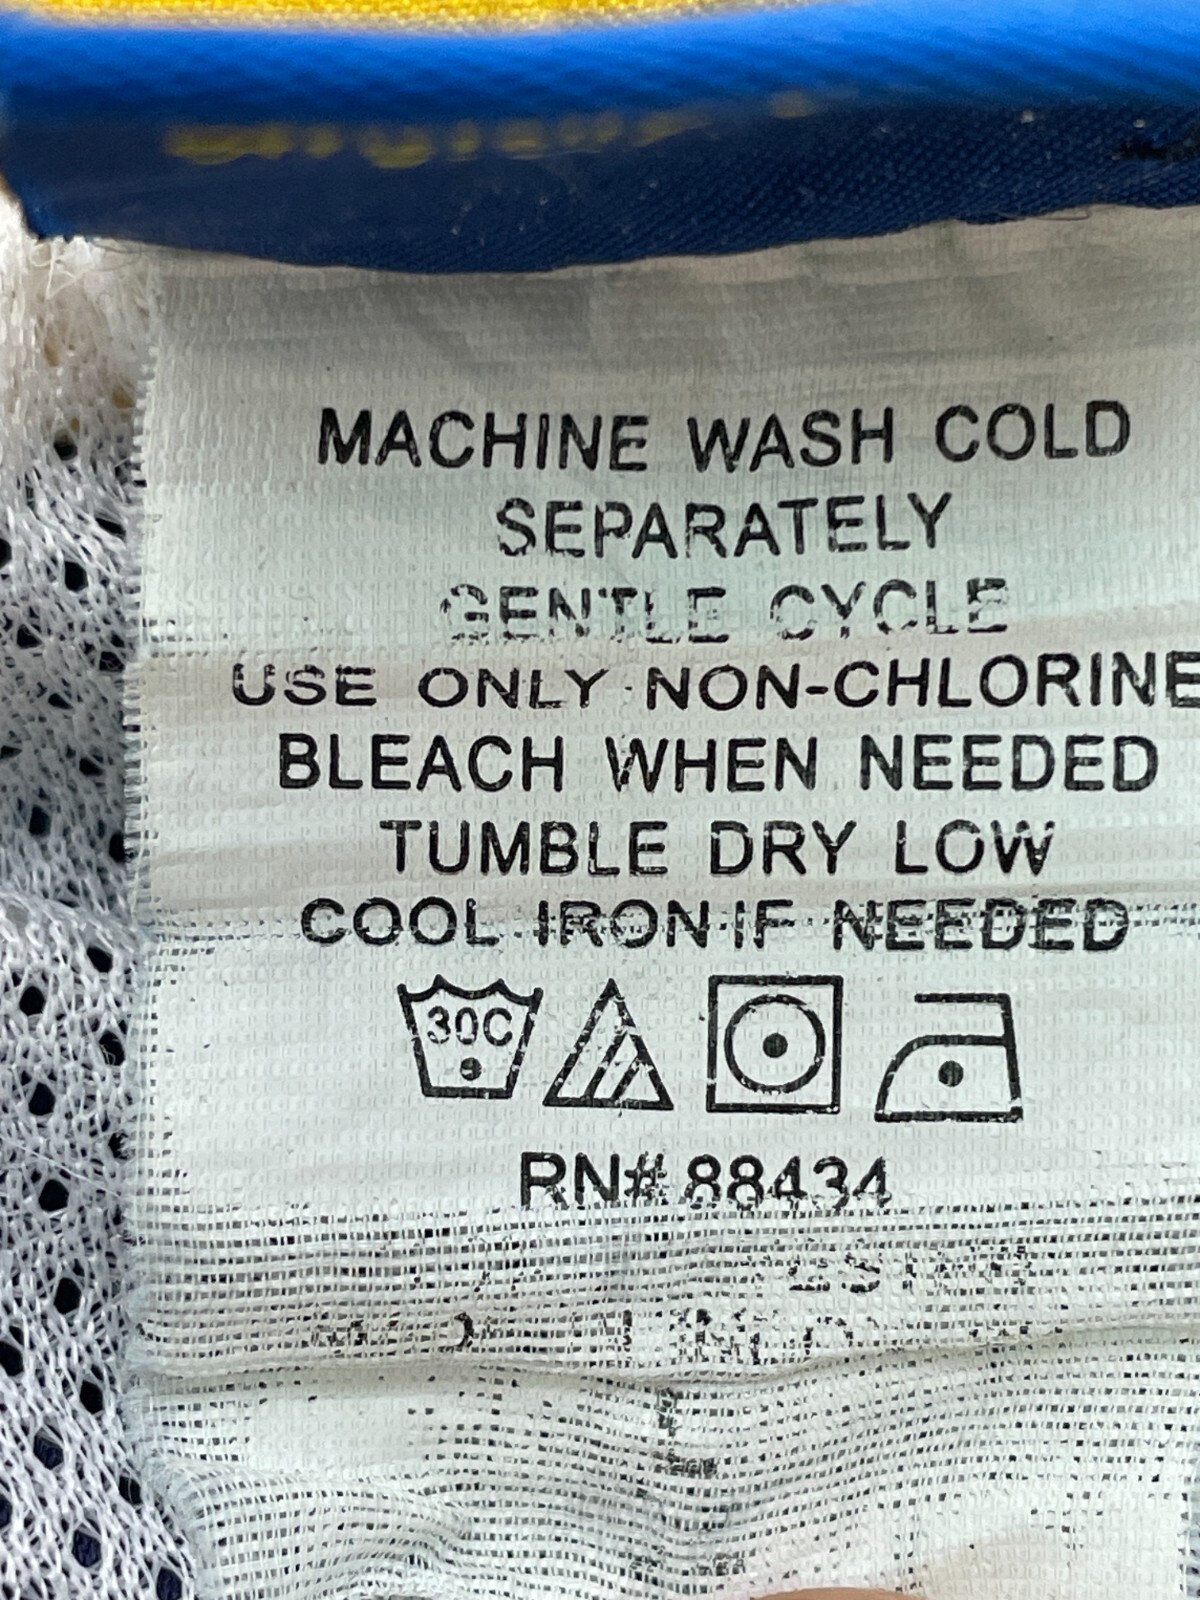 MACHINE WASH COLD
SEPARATELY
GENTLE CYCLE
USE ONLY NON-CHLORINE
BLEACH WHEN NEEDED
TUMBLE DRY LOW
COOL IRON IF NEEDED
30C
RN# 88434